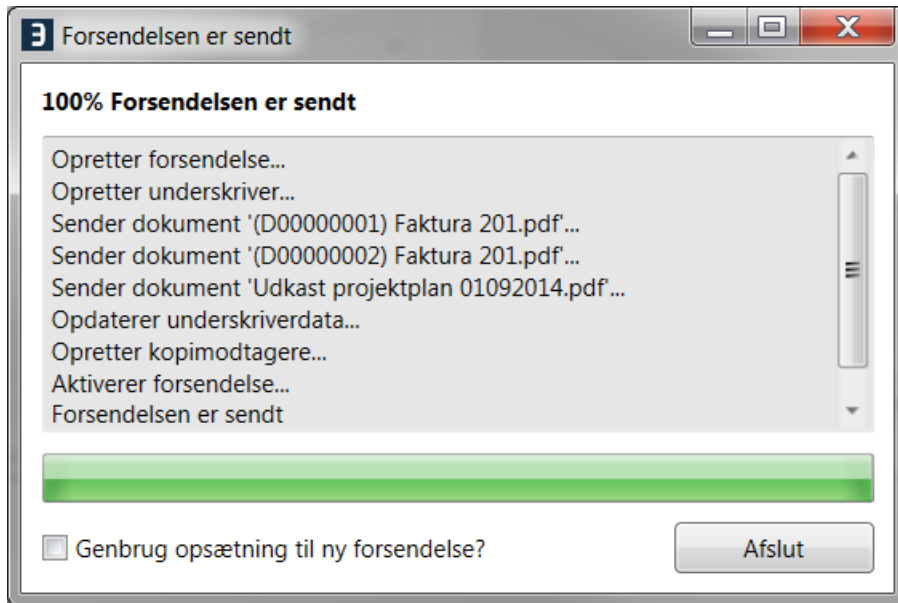 Forsendelsen er sendt
100% Forsendelsen er sendt
Opretter forsendelse...
Opretter underskriver...
Sender dokument '(D00000001) Faktura 201.pdf'...
Sender dokument '(D00000002) Faktura 201.pdf'...
Sender dokument 'Udkast projektplan 01092014.pdf'...
Opdaterer underskriverdata...
Opretter kopimodtagere...
Aktiverer forsendelse...
Forsendelsen er sendt
Genbrug opsætning til ny forsendelse?
Afslut